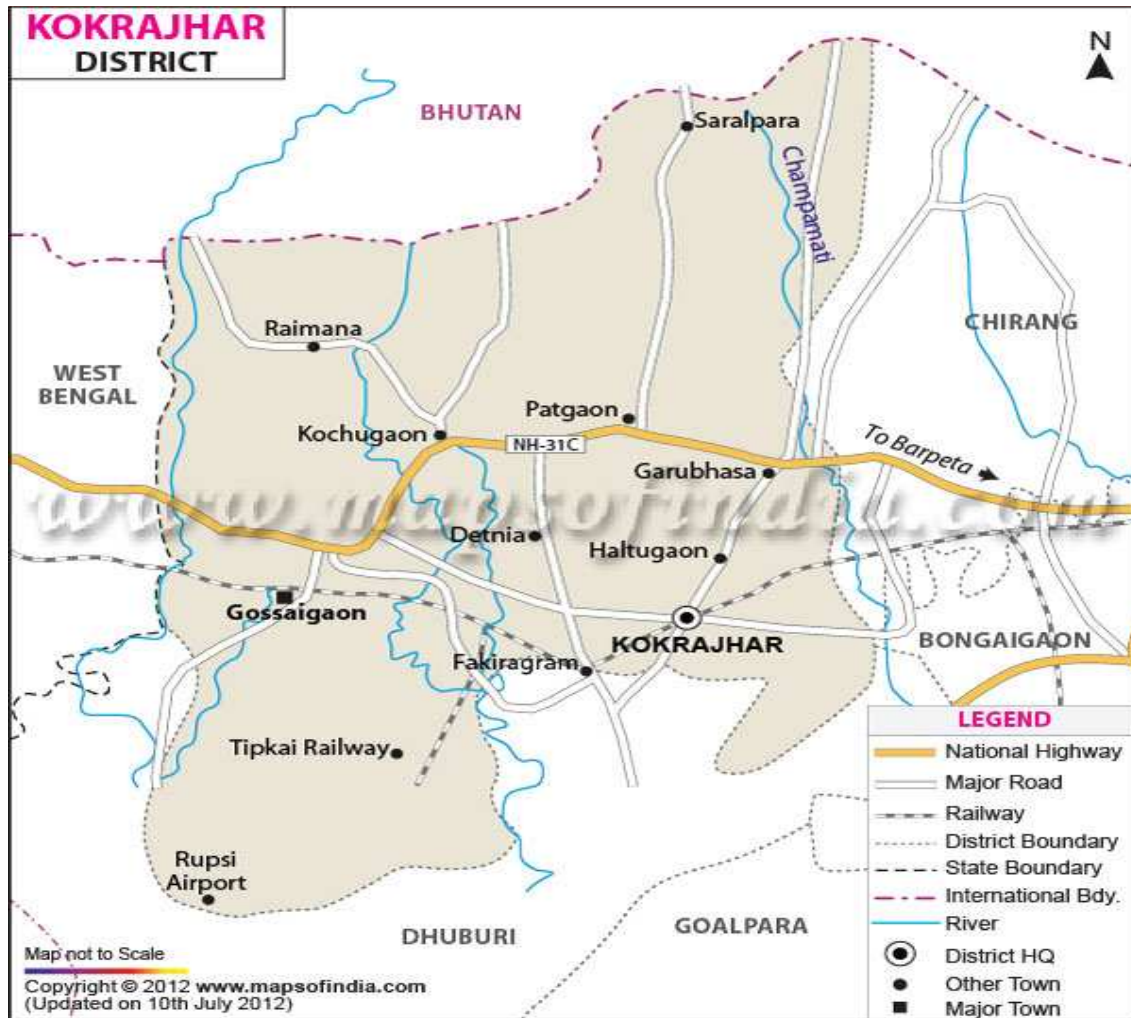 KOKRAJHAR
DISTRICT
N
BHUTAN
Saralpara
Champamati
Raimana
CHIRANG
WEST
BENGAL
Patgaon
Kochugaon
NH-31C
To Barpeta
Garubhasa
www.mapsofindia.com
Detnia
Haltugaon
Gossaigaon
KOKRAJHAR
BONGAIGAON
Fakiragram
Tipkai Railway
Rupsi
Airport
DHUBURI
GOALPARA
LEGEND
National Highway
Major Road
Railway
District Boundary
State Boundary
International Bdy.
River
District HQ
Other Town
Major Town
Map not to Scale
Copyright © 2012 www.mapsofindia.com
(Updated on 10th July 2012)